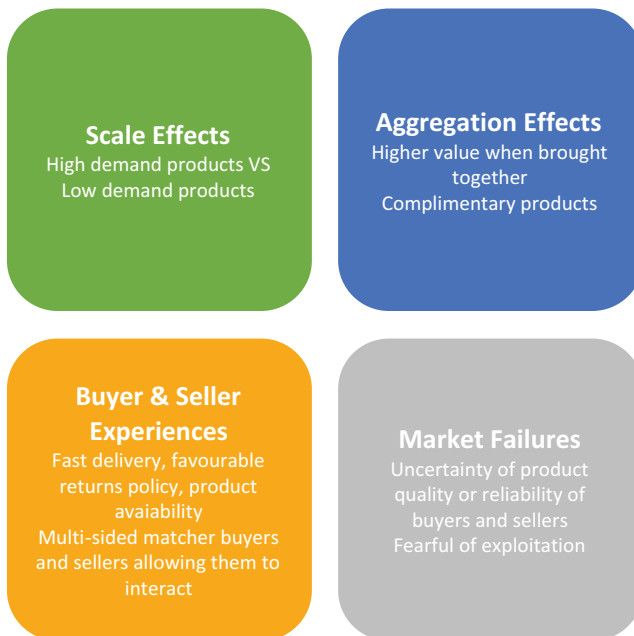 Scale Effects
High demand products VS
Low demand products
Aggregation Effects
Higher value when brought
together
Complimentary products
Buyer & Seller
Experiences
Fast delivery, favourable
returns policy, product
avaiability
Multi-sided matcher buyers
and sellers allowing them to
interact
Market Failures
Uncertainty of product
quality or reliability of
buyers and sellers
Fearful of exploitation